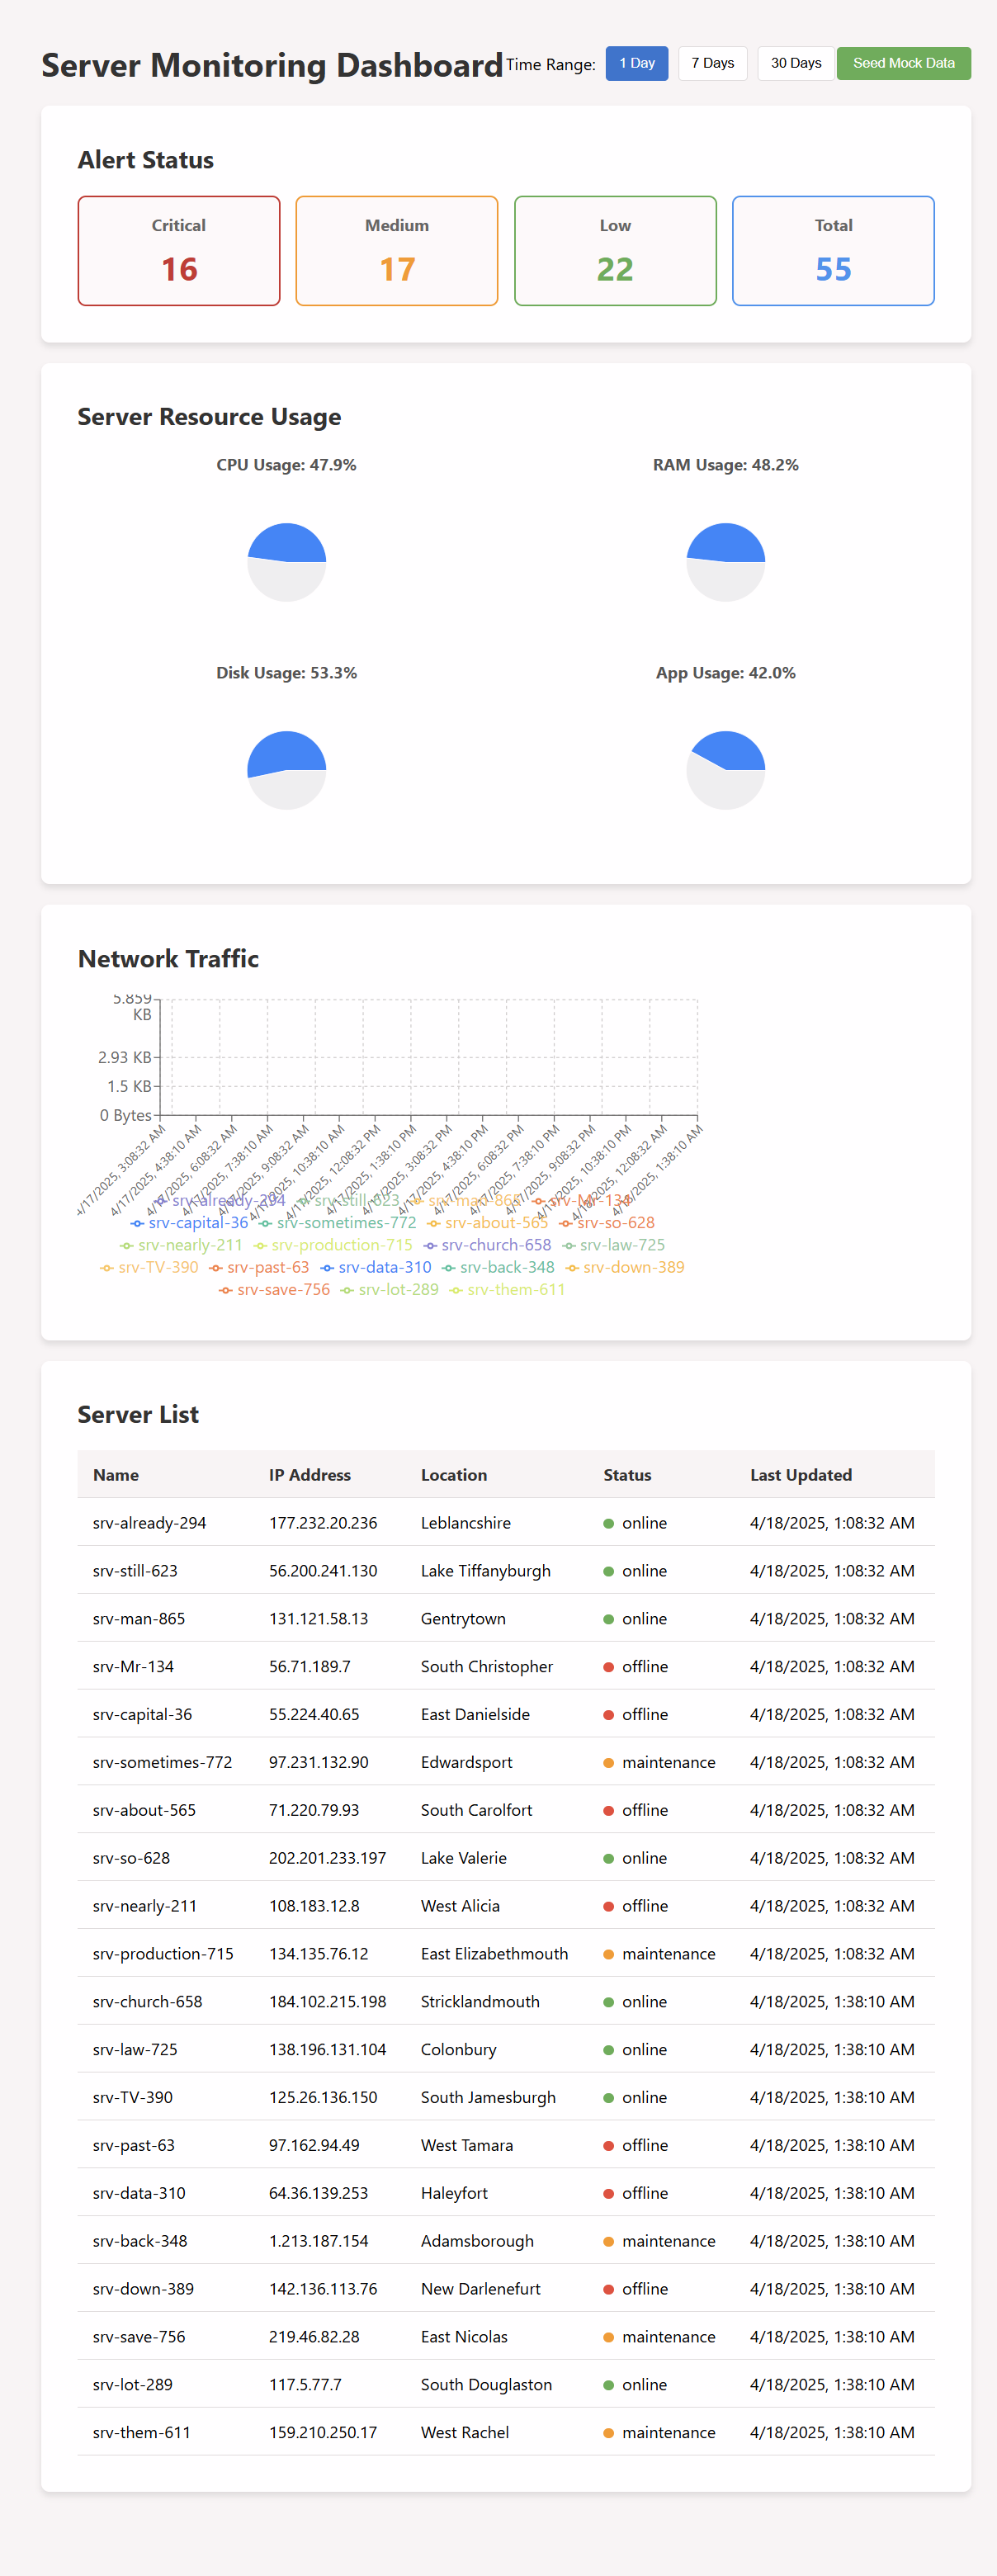 Server Monitoring Dashboard Time Range: 1 Day 7 Days 30 Days Seed Mock Data
Alert Status
Critical Medium Low Total
16 17 22 55
Server Resource Usage
CPU Usage: 47.9% RAM Usage: 48.2%
Disk Usage: 53.3% App Usage: 42.0%
Network Traffic
5.859
KB
2.93 KB
1.5 KB
0 Bytes
4/17/2025, 3:08:32 AM
4/17/2025, 4:38:10 AM
4/17/2025, 6:08:32 AM
4/17/2025, 7:38:10 AM
4/17/2025, 9:08:32 AM
4/17/2025, 10:38:10 AM
4/17/2025, 12:08:32 PM
4/17/2025, 1:38:10 PM
4/17/2025, 3:08:32 PM
4/17/2025, 4:38:10 PM
4/17/2025, 6:08:32 PM
4/17/2025, 7:38:10 PM
4/17/2025, 9:08:32 PM
4/17/2025, 10:38:10 PM
4/18/2025, 12:08:32 AM
4/18/2025, 1:38:10 AM
srv-already-294 srv-still-623 srv-man-865 srv-Mr-134
srv-capital-36 srv-sometimes-772 srv-about-565 srv-so-628
srv-nearly-211 srv-production-715 srv-church-658 srv-law-725
srv-TV-390 srv-past-63 srv-data-310 srv-back-348 srv-down-389
srv-save-756 srv-lot-289 srv-them-611
Server List
Name IP Address Location Status Last Updated
srv-already-294 177.232.20.236 Leblancshire online 4/18/2025, 1:08:32 AM
srv-still-623 56.200.241.130 Lake Tiffanyburgh online 4/18/2025, 1:08:32 AM
srv-man-865 131.121.58.13 Gentrytown online 4/18/2025, 1:08:32 AM
srv-Mr-134 56.71.189.7 South Christopher offline 4/18/2025, 1:08:32 AM
srv-capital-36 55.224.40.65 East Danielside offline 4/18/2025, 1:08:32 AM
srv-sometimes-772 97.231.132.90 Edwardsport maintenance 4/18/2025, 1:08:32 AM
srv-about-565 71.220.79.93 South Carolfort offline 4/18/2025, 1:08:32 AM
srv-so-628 202.201.233.197 Lake Valerie online 4/18/2025, 1:08:32 AM
srv-nearly-211 108.183.12.8 West Alicia offline 4/18/2025, 1:08:32 AM
srv-production-715 134.135.76.12 East Elizabethmouth maintenance 4/18/2025, 1:08:32 AM
srv-church-658 184.102.215.198 Stricklandmouth online 4/18/2025, 1:38:10 AM
srv-law-725 138.196.131.104 Colonbury online 4/18/2025, 1:38:10 AM
srv-TV-390 125.26.136.150 South Jamesburgh online 4/18/2025, 1:38:10 AM
srv-past-63 97.162.94.49 West Tamara offline 4/18/2025, 1:38:10 AM
srv-data-310 64.36.139.253 Haleyfort offline 4/18/2025, 1:38:10 AM
srv-back-348 1.213.187.154 Adamsborough maintenance 4/18/2025, 1:38:10 AM
srv-down-389 142.136.113.76 New Darlenefurt offline 4/18/2025, 1:38:10 AM
srv-save-756 219.46.82.28 East Nicolas maintenance 4/18/2025, 1:38:10 AM
srv-lot-289 117.5.77.7 South Douglaston online 4/18/2025, 1:38:10 AM
srv-them-611 159.210.250.17 West Rachel maintenance 4/18/2025, 1:38:10 AM